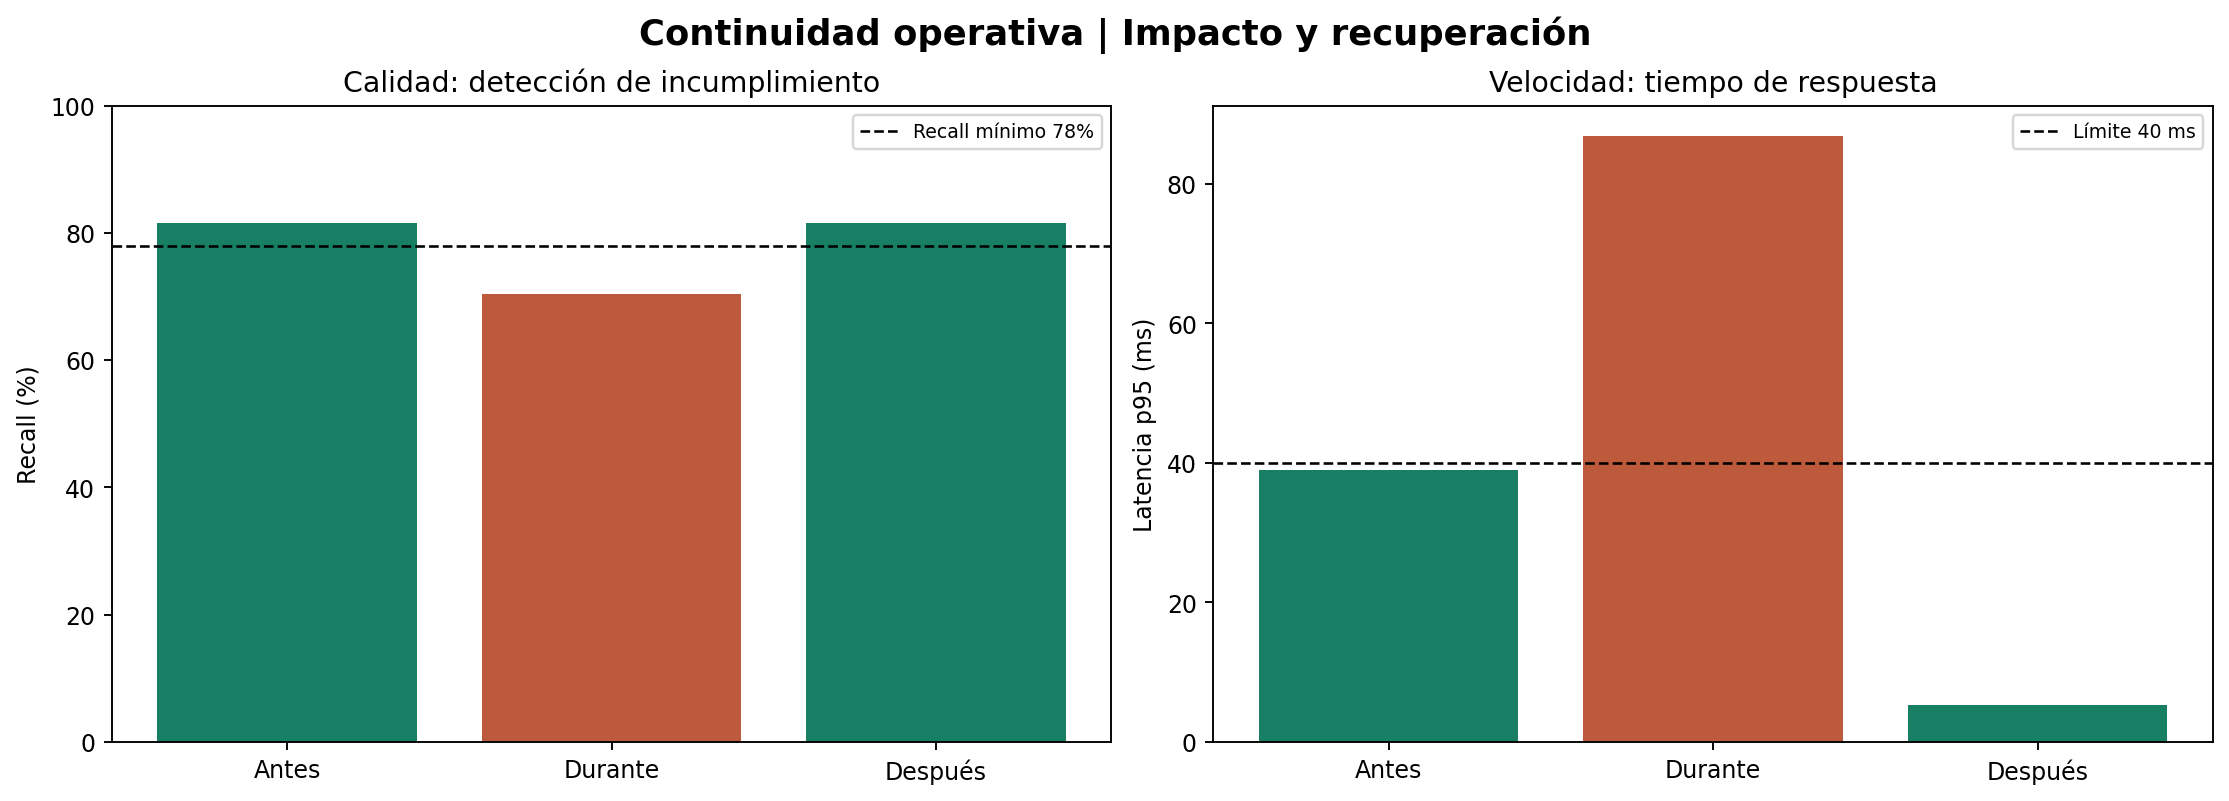 Continuidad operativa | Impacto y recuperación
Calidad: detección de incumplimiento
Recall (%)
100
80
60
40
20
0
Recall mínimo 78%
Antes
Durante
Después
Velocidad: tiempo de respuesta
Latencia p95 (ms)
80
60
40
20
0
Límite 40 ms
Antes
Durante
Después